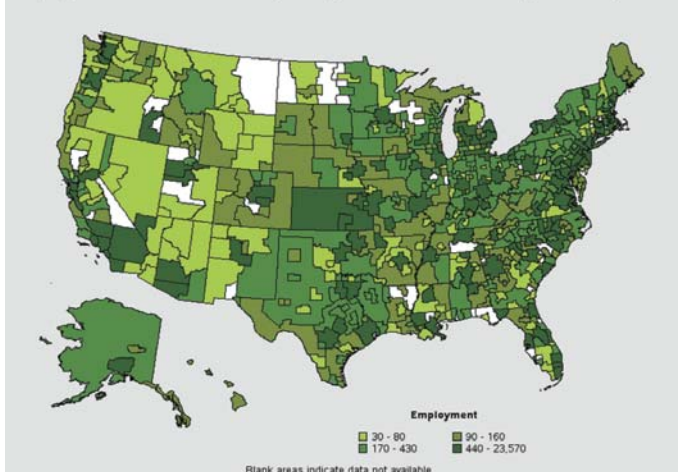 Employment
30 - 80
90 - 160
170 - 430
440 - 23,570
Blank areas indicate data not available